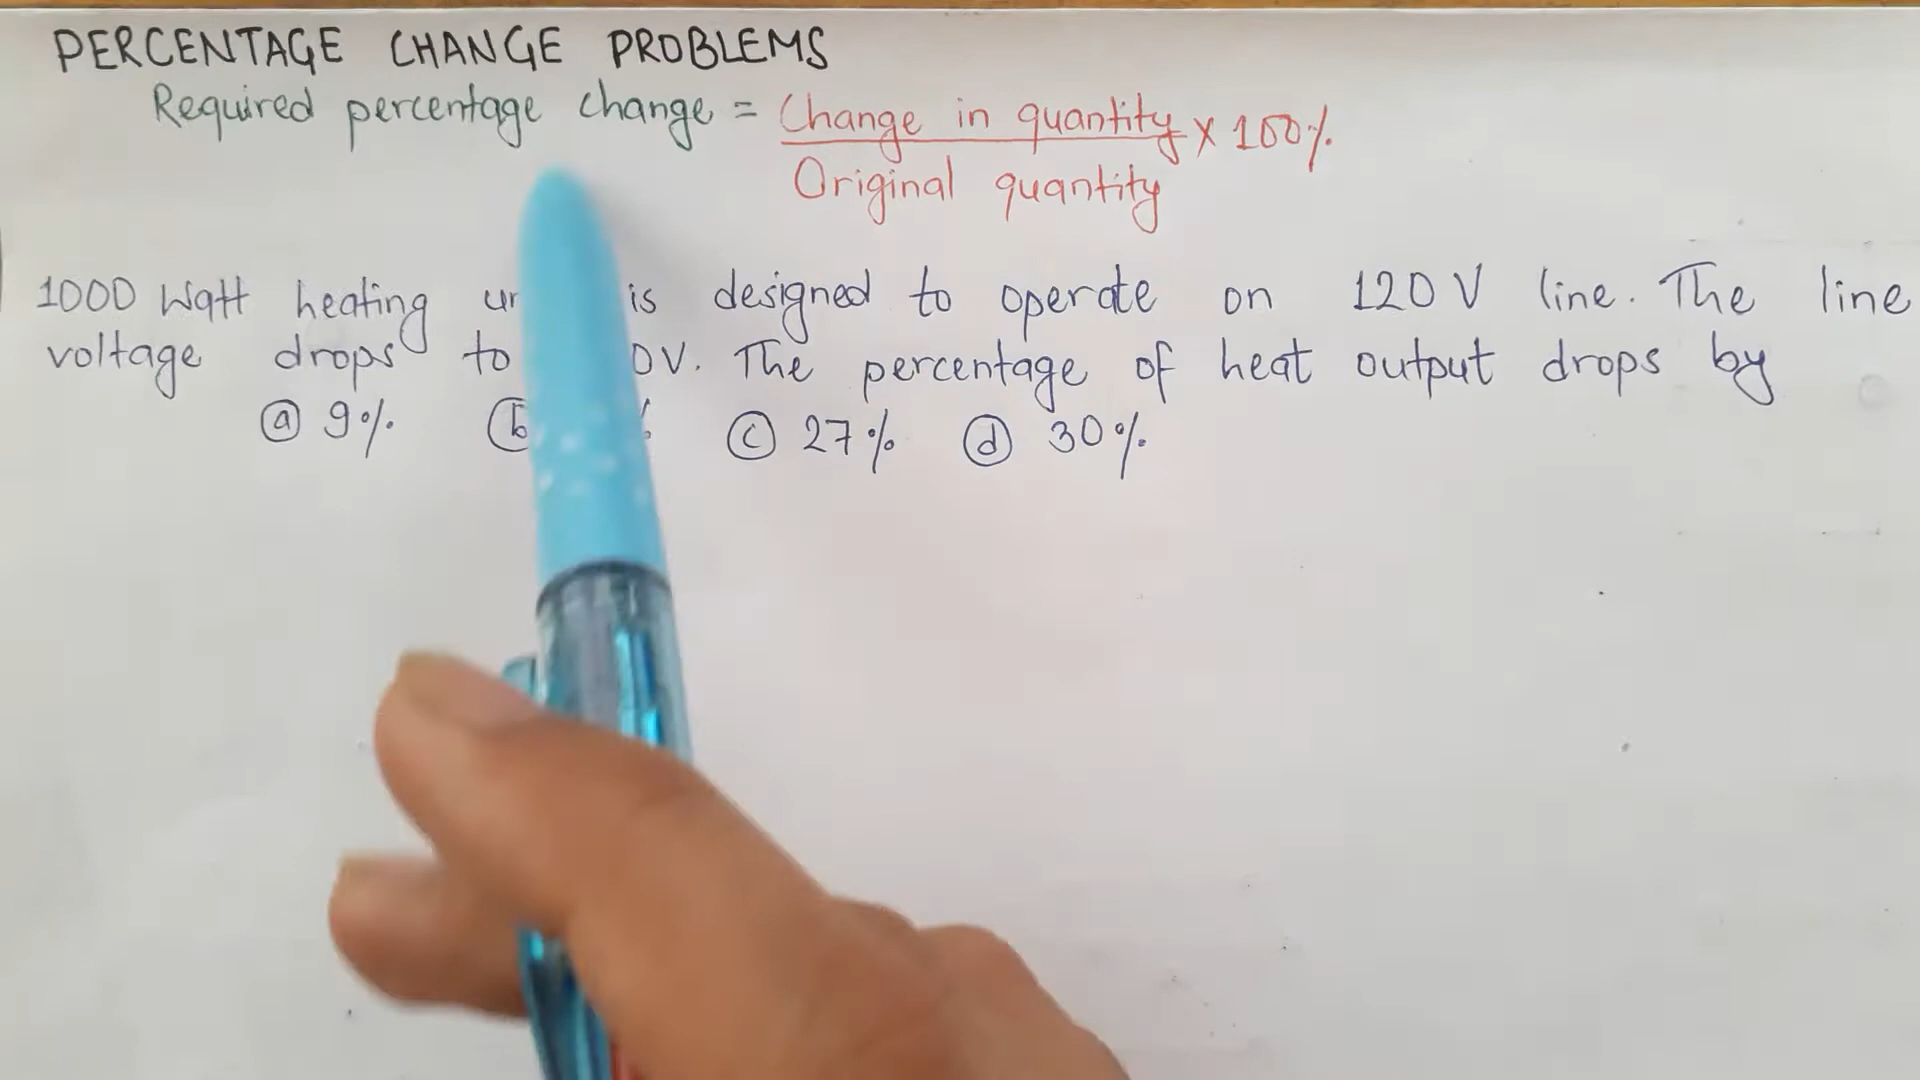 PERCENTAGE CHANGE PROBLEMS
Required percentage change = Change in quantity / Original quantity × 100%
1000 Watt heating is designed to operate on 120 V line. The line
voltage drops to V. The percentage of heat output drops by
ⓐ 9% ⓑ ⓒ 27% ⓓ 30%